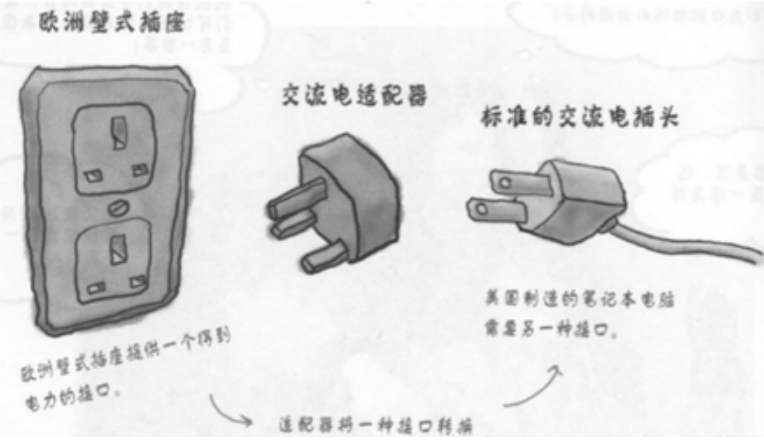 欧洲壁式插座
交流电适配器
标准的交流电插头
美国制造的笔记本电脑
需要另一种接口。
欧洲壁式插座提供一个得到
电力的接口。
适配器将一种接口转换